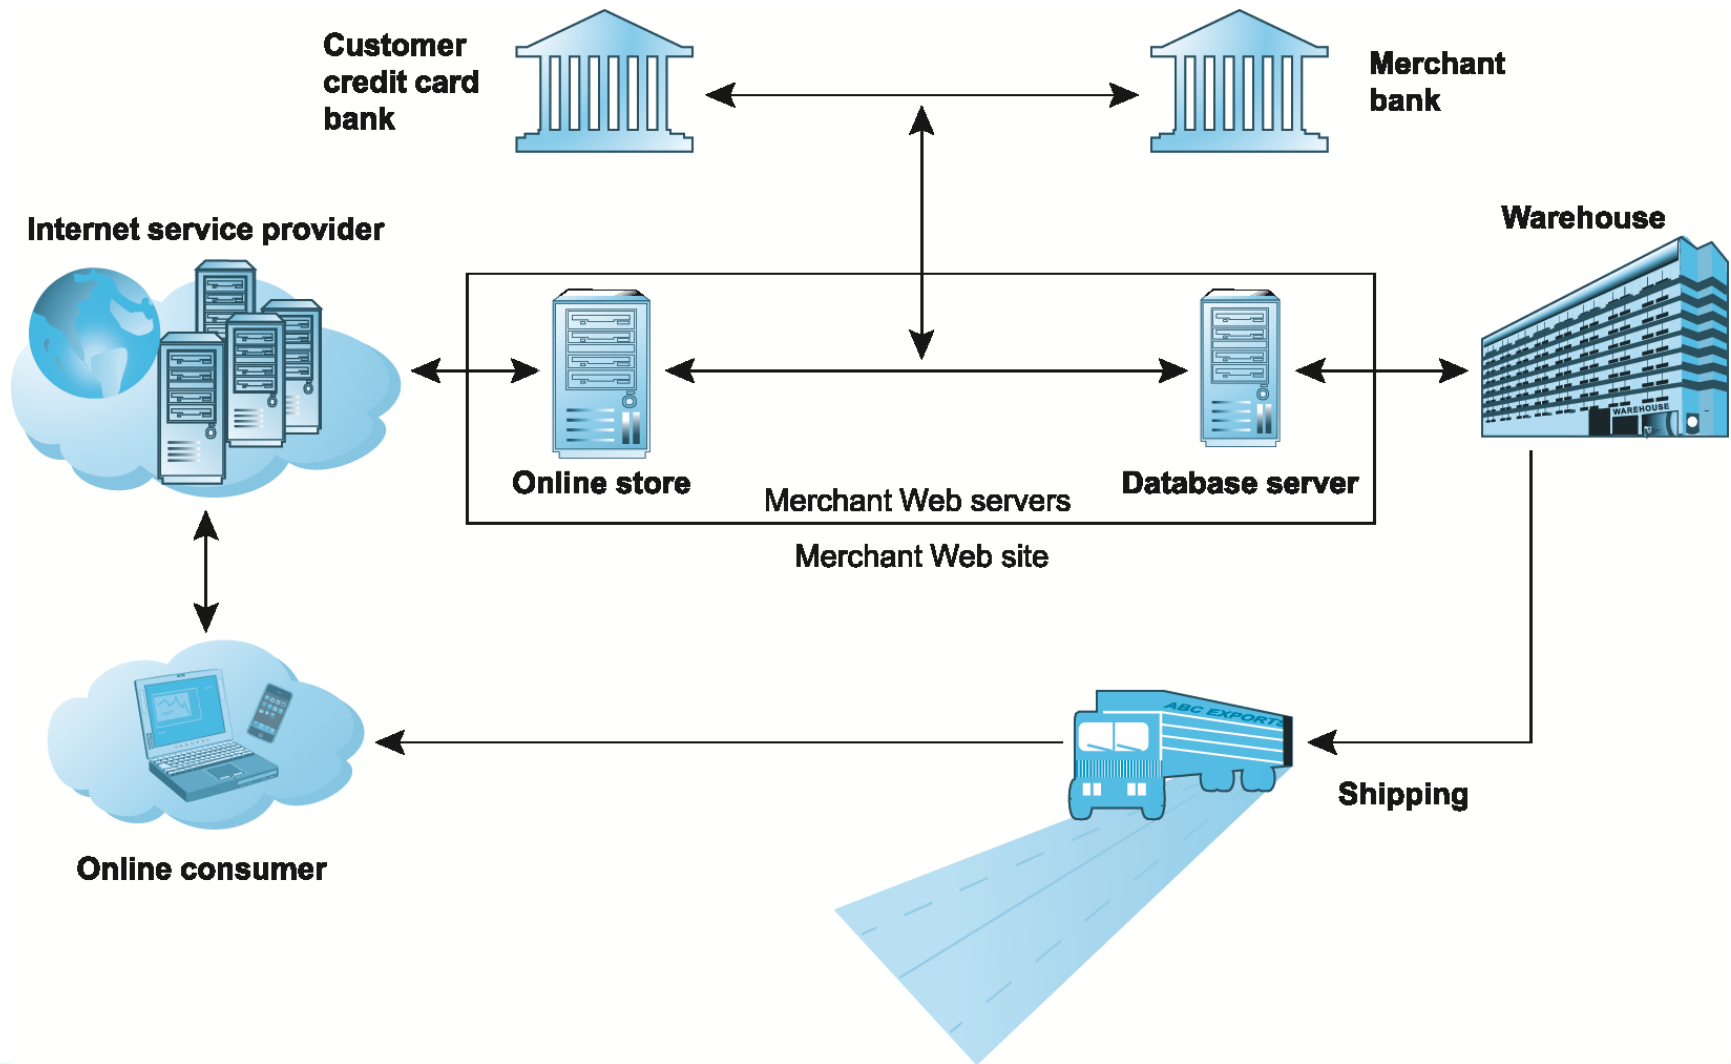 Customer
credit card
bank
Merchant
bank
Internet service provider
Warehouse
WAREHOUSE
Online store
Database server
Merchant Web servers
Merchant Web site
ABC EXPORTS
Shipping
Online consumer